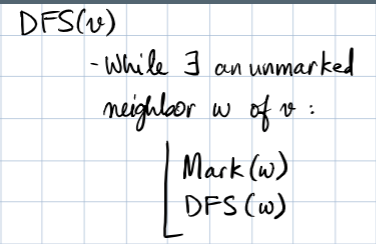 DFS(v)
- While ∃ an unmarked
neighbor w of v :
Mark(w)
DFS(w)